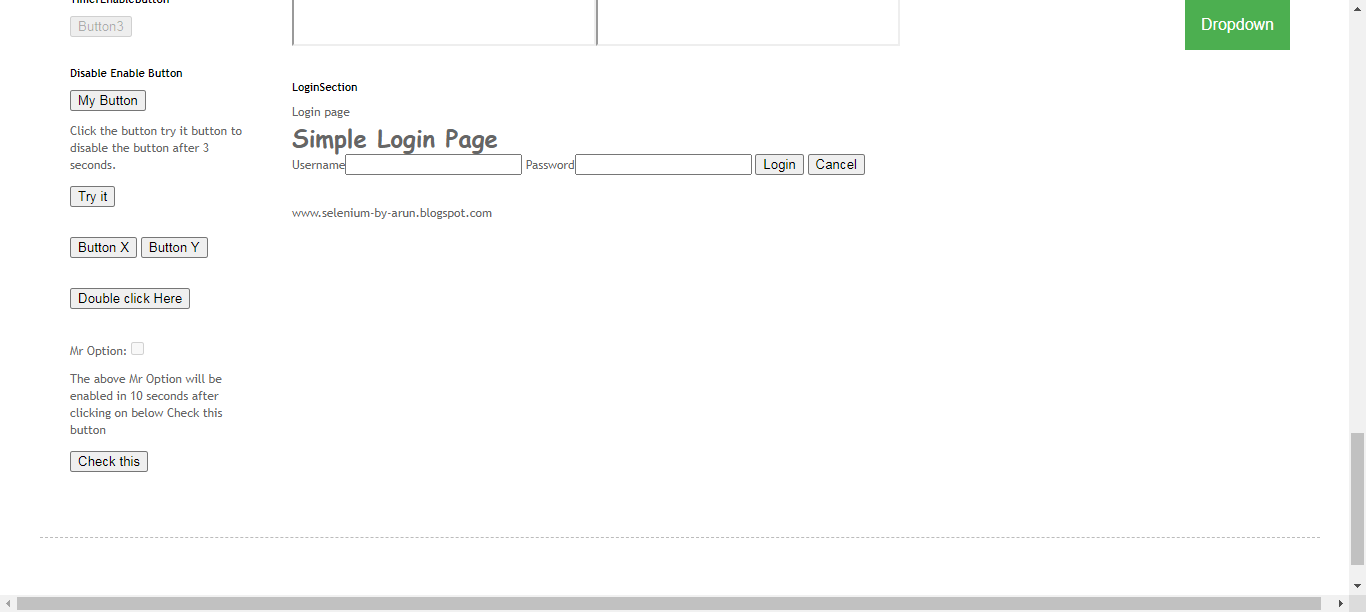 TimerEnableButton
Button3
Disable Enable Button
My Button
Click the button try it button to
disable the button after 3
seconds.
Try it
Button X Button Y
Double click Here
Mr Option:
The above Mr Option will be
enabled in 10 seconds after
clicking on below Check this
button
Check this
LoginSection
Login page
Simple Login Page
Username Password Login Cancel
www.selenium-by-arun.blogspot.com
Dropdown